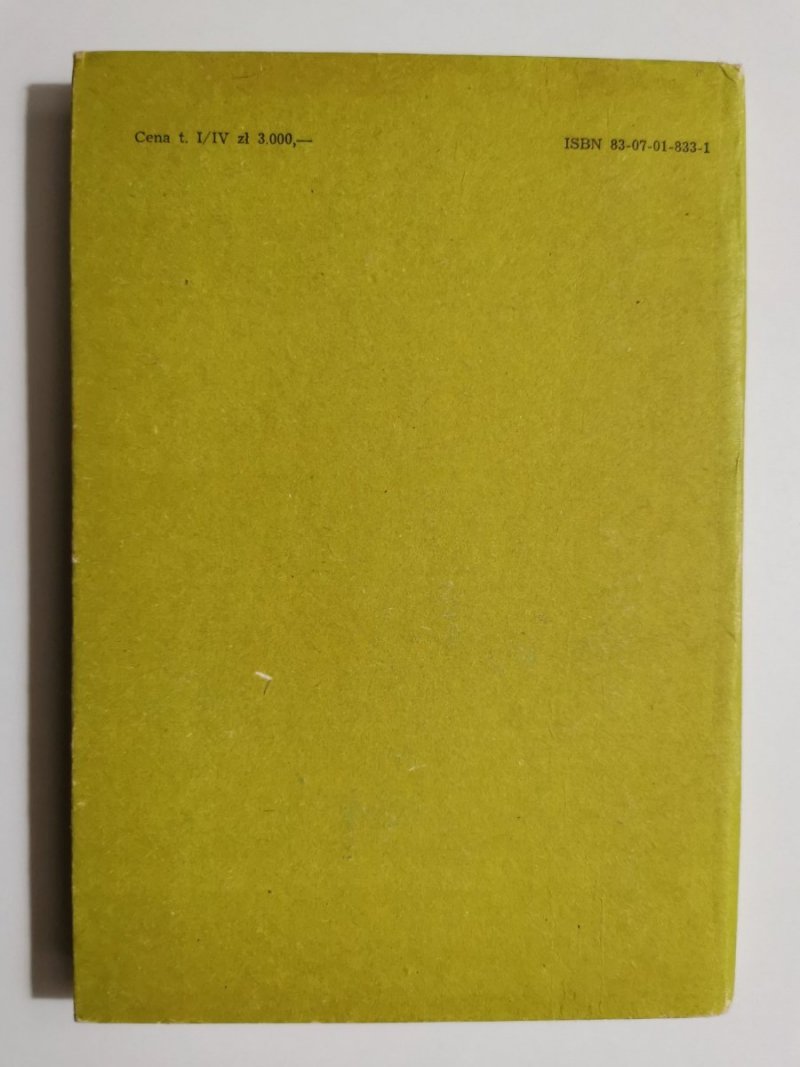 Cena t. I/IV zł 3.000,—
ISBN 83-07-01-833-1